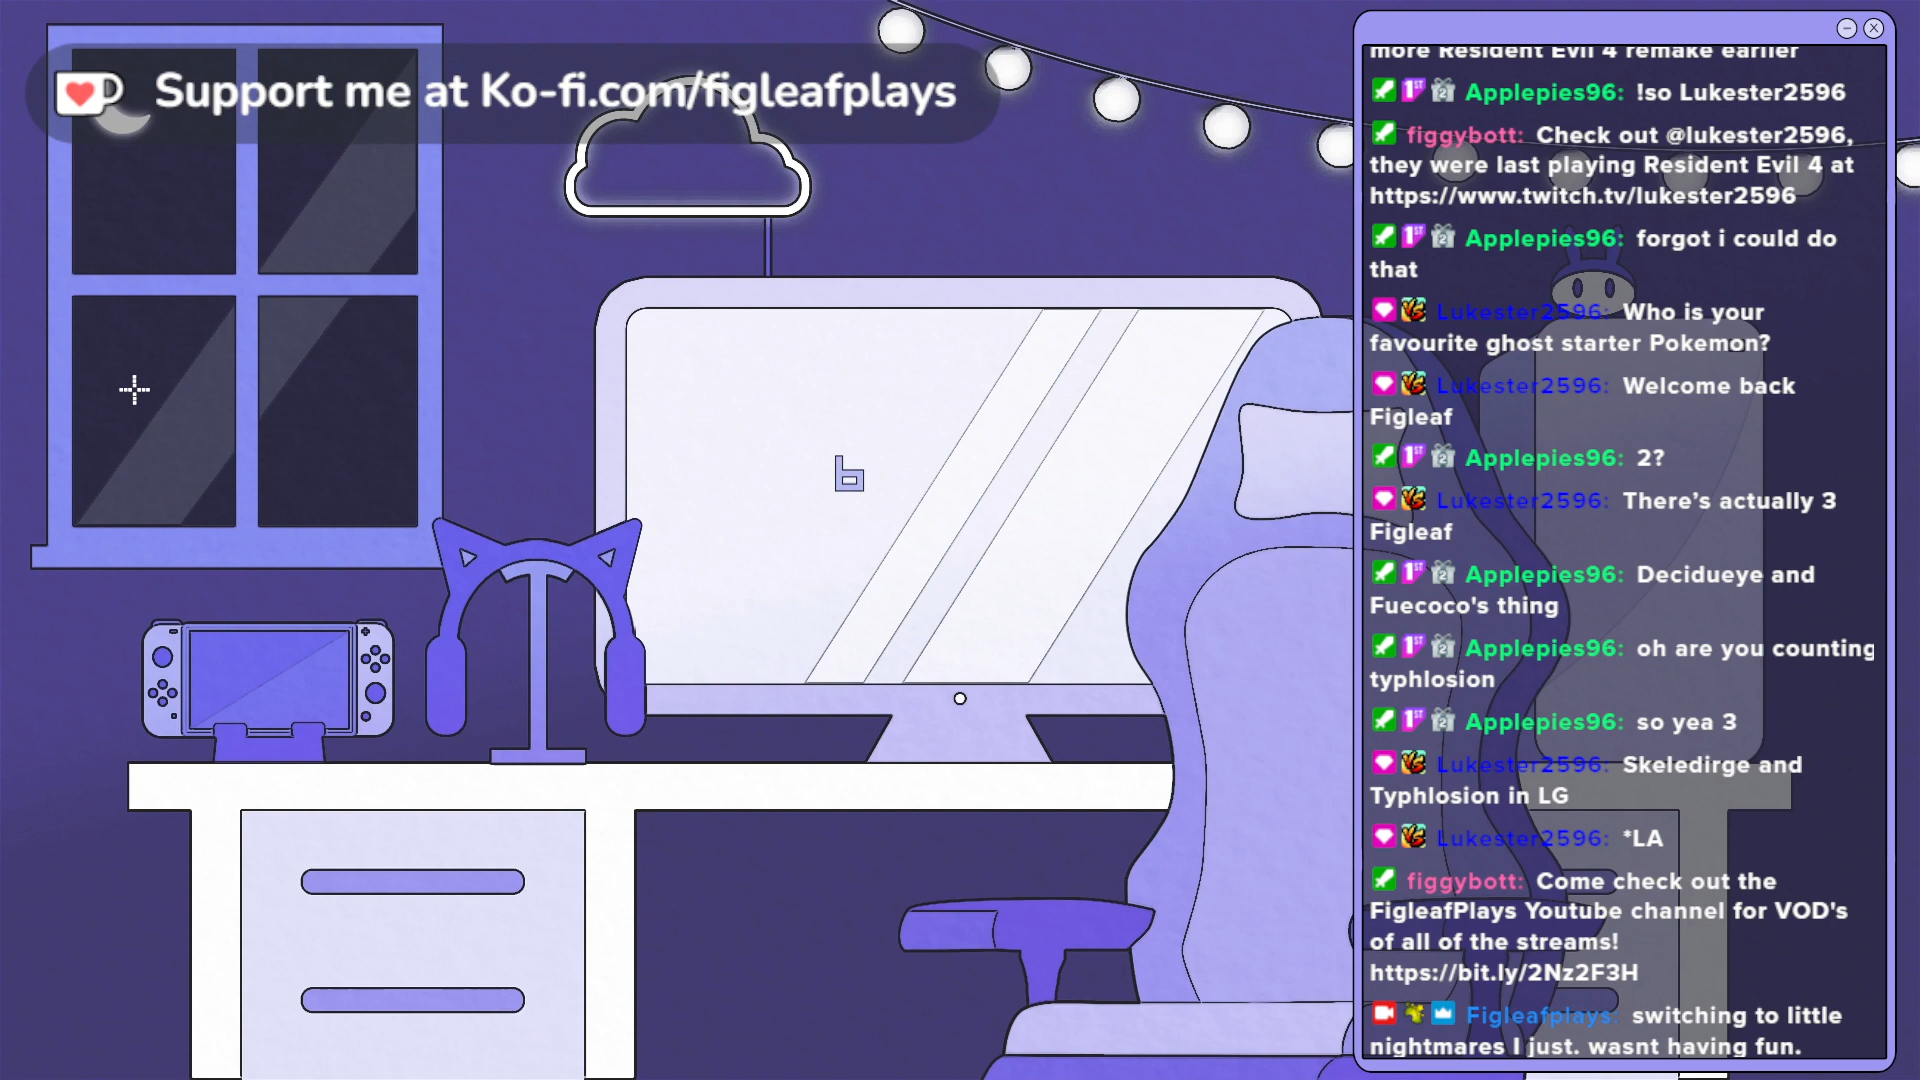 Support me at Ko-fi.com/figleafplays
more Resident Evil 4 remake earlier
Applepies96: !so Lukester2596
figgybott: Check out @lukester2596,
they were last playing Resident Evil 4 at
https://www.twitch.tv/lukester2596
Applepies96: forgot i could do
that
Lukester2596: Who is your
favourite ghost starter Pokemon?
Lukester2596: Welcome back
Figleaf
Applepies96: 2?
Lukester2596: There's actually 3
Figleaf
Applepies96: Decidueye and
Fuecoco's thing
Applepies96: oh are you counting
typhlosion
Applepies96: so yea 3
Lukester2596: Skeledirge and
Typhlosion in LG
Lukester2596: *LA
figgybott: Come check out the
FigleafPlays Youtube channel for VOD's
of all of the streams!
https://bit.ly/2Nz2F3H
Figleafplays: switching to little
nightmares I just. wasnt having fun.